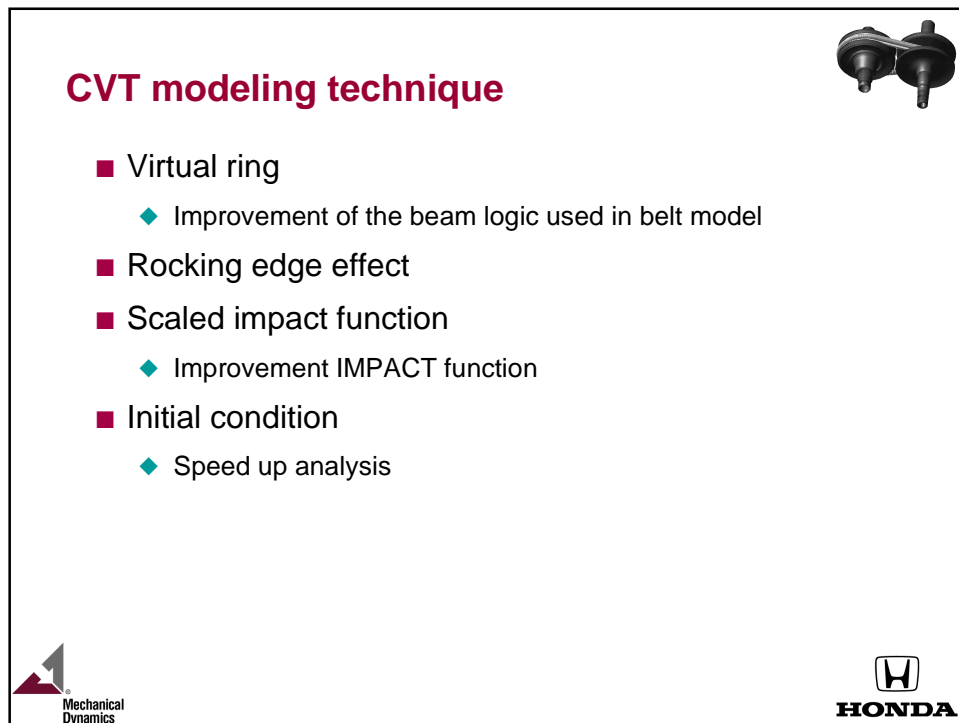 CVT modeling technique
■ Virtual ring
◆ Improvement of the beam logic used in belt model
■ Rocking edge effect
■ Scaled impact function
◆ Improvement IMPACT function
■ Initial condition
◆ Speed up analysis
®
Mechanical
Dynamics
HONDA